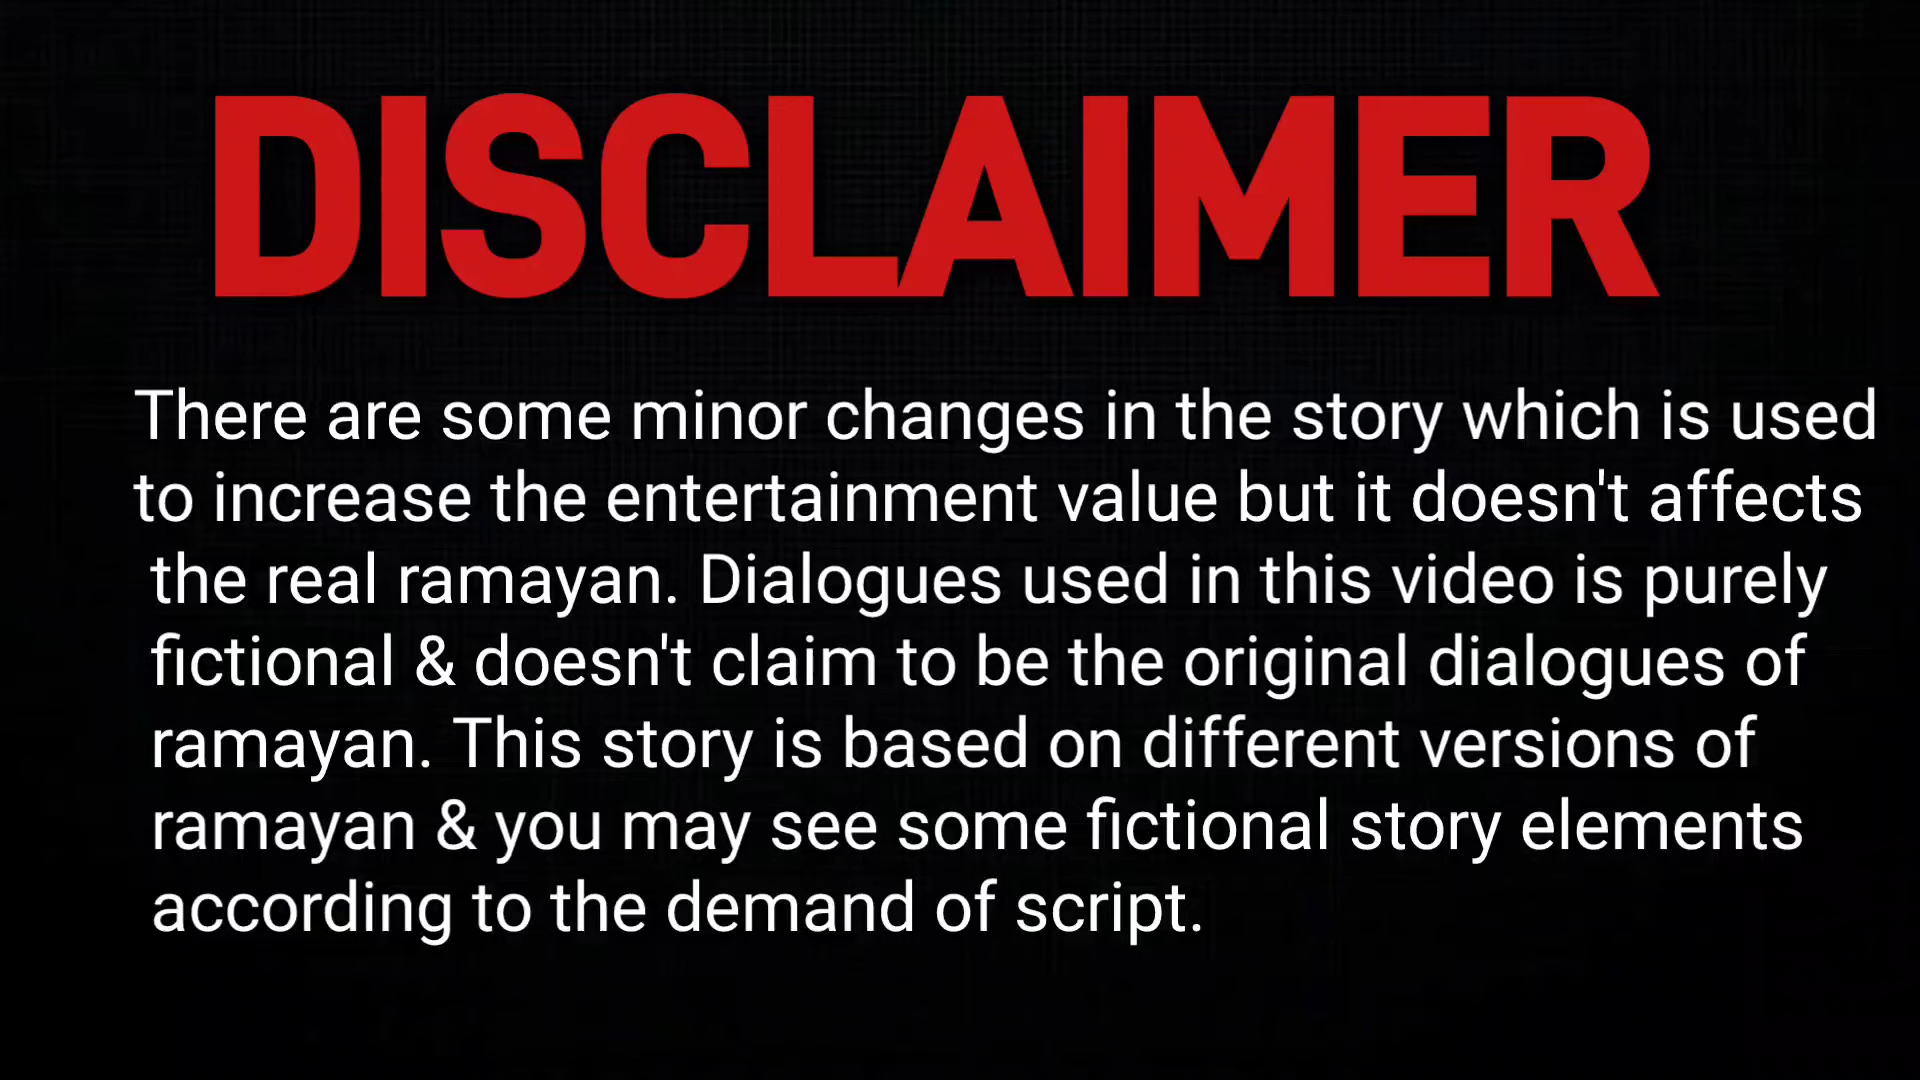 DISCLAIMER
There are some minor changes in the story which is used
to increase the entertainment value but it doesn't affects
the real ramayan. Dialogues used in this video is purely
fictional & doesn't claim to be the original dialogues of
ramayan. This story is based on different versions of
ramayan & you may see some fictional story elements
according to the demand of script.